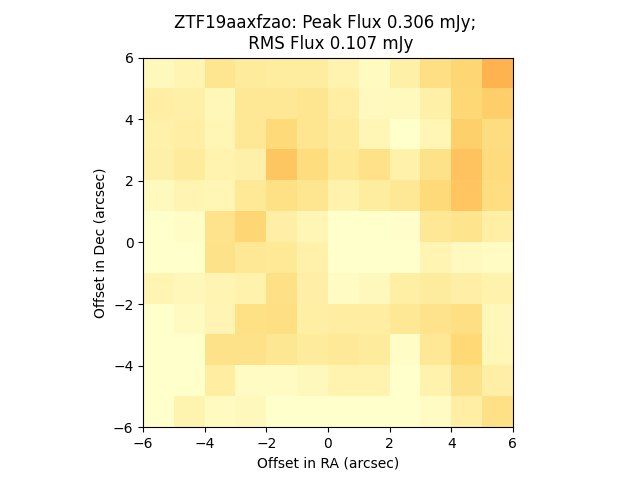 ZTF19aaxfzao: Peak Flux 0.306 mJy;
RMS Flux 0.107 mJy
6
4
2
0
−2
−4
−6
Offset in Dec (arcsec)
−6 −4 −2 0 2 4 6
Offset in RA (arcsec)